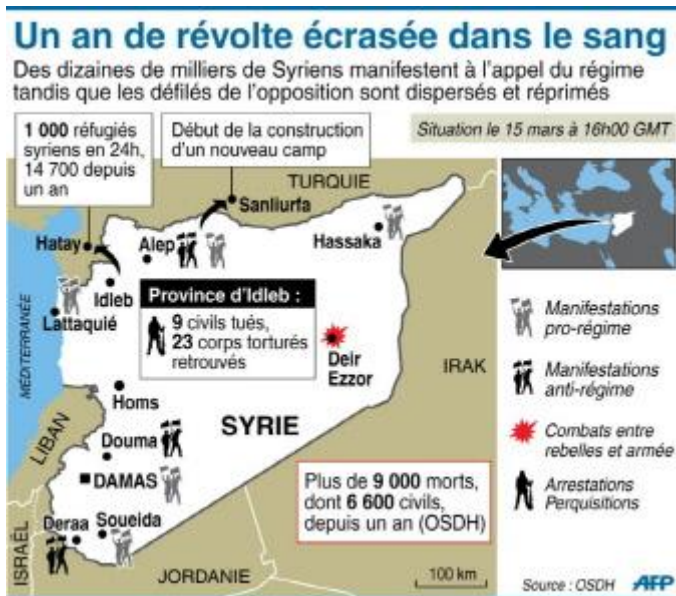 Un an de révolte écrasée dans le sang
Des dizaines de milliers de Syriens manifestent à l'appel du régime
tandis que les défilés de l'opposition sont dispersés et réprimés
1 000 réfugiés
syriens en 24h,
14 700 depuis
un an
Début de la construction
d'un nouveau camp
Situation le 15 mars à 16h00 GMT
TURQUIE
Sanliurfa
Hatay
Alep
Hassaka
Idleb
Province d'Idleb :
9 civils tués,
23 corps torturés
retrouvés
Lattaquié
MÉDITERRANÉE
Deir
Ezzor
IRAK
Homs
SYRIE
LIBAN
Douma
DAMAS
Plus de 9 000 morts,
dont 6 600 civils,
depuis un an (OSDH)
Deraa
Soueida
ISRAËL
JORDANIE
100 km
Manifestations
pro-régime
Manifestations
anti-régime
Combats entre
rebelles et armée
Arrestations
Perquisitions
Source : OSDH
AFP